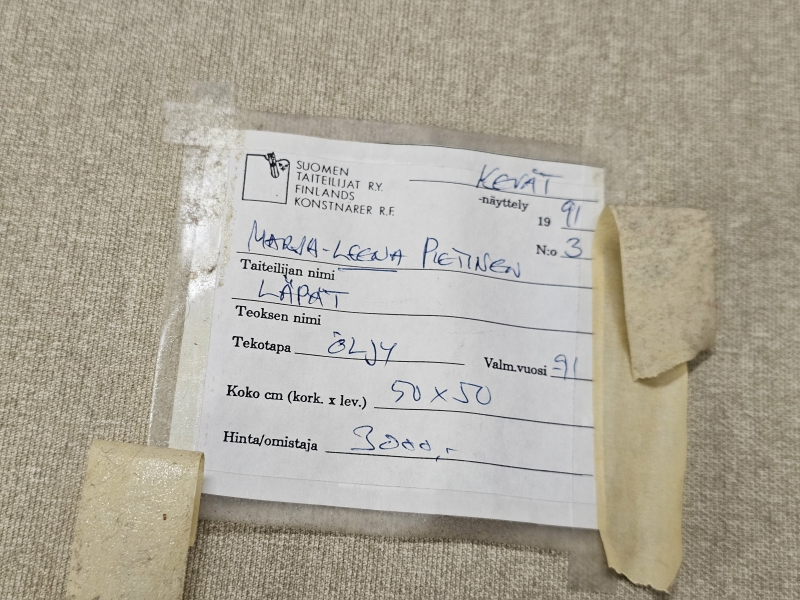 SUOMEN
TAITEILIJAT R.Y.
FINLANDS
KONSTNARER R.F.
KEVÄT
-näyttely
19 91
N:o 3
MARJA-LEENA PIETINEN
Taiteilijan nimi
LÄPÄT
Teoksen nimi
Tekotapa ÖLJY
Valm.vuosi -91
Koko cm (kork. x lev.) 50 x 50
Hinta/omistaja 3000,-